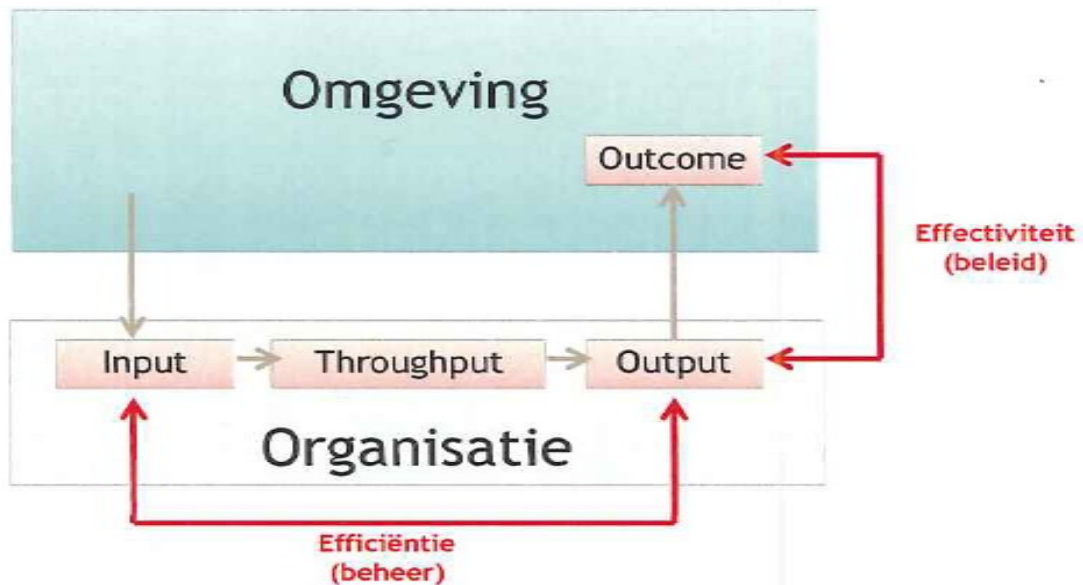 Omgeving
Outcome
Effectiviteit
(beleid)
Input
Throughput
Output
Organisatie
Efficiëntie
(beheer)